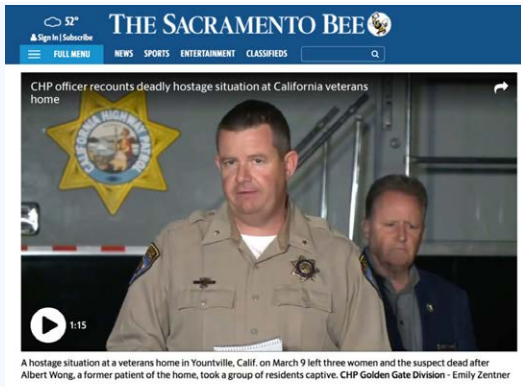 52°
THE SACRAMENTO BEE
Sign In | Subscribe
FULL MENU NEWS SPORTS ENTERTAINMENT CLASSIFIEDS
CHP officer recounts deadly hostage situation at California veterans
home
CALIFORNIA HIGHWAY PATROL
1:15
A hostage situation at a veterans home in Yountville, Calif. on March 9 left three women and the suspect dead after
Albert Wong, a former patient of the home, took a group of residents captive. CHP Golden Gate Division - Emily Zentner